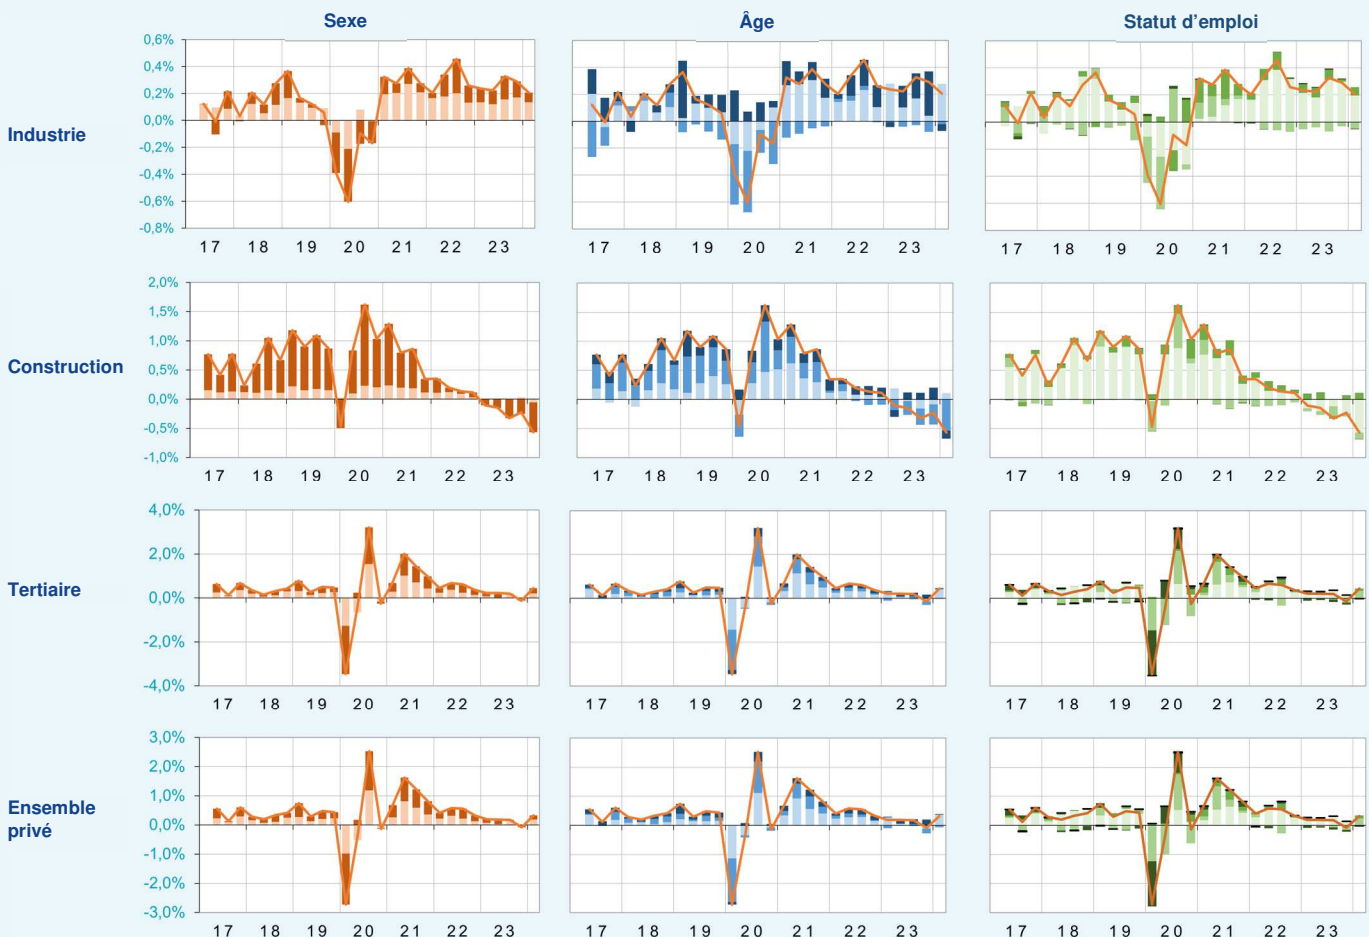 Sexe
Âge
Statut d'emploi
Industrie
0,6%
0,4%
0,2%
0,0%
-0,2%
-0,4%
-0,6%
-0,8%
17 18 19 20 21 22 23
17 18 19 20 21 22 23
17 18 19 20 21 22 23
Construction
2,0%
1,5%
1,0%
0,5%
0,0%
-0,5%
-1,0%
17 18 19 20 21 22 23
17 18 19 20 21 22 23
17 18 19 20 21 22 23
Tertiaire
4,0%
2,0%
0,0%
-2,0%
-4,0%
17 18 19 20 21 22 23
17 18 19 20 21 22 23
17 18 19 20 21 22 23
Ensemble
privé
3,0%
2,0%
1,0%
0,0%
-1,0%
-2,0%
-3,0%
17 18 19 20 21 22 23
17 18 19 20 21 22 23
17 18 19 20 21 22 23